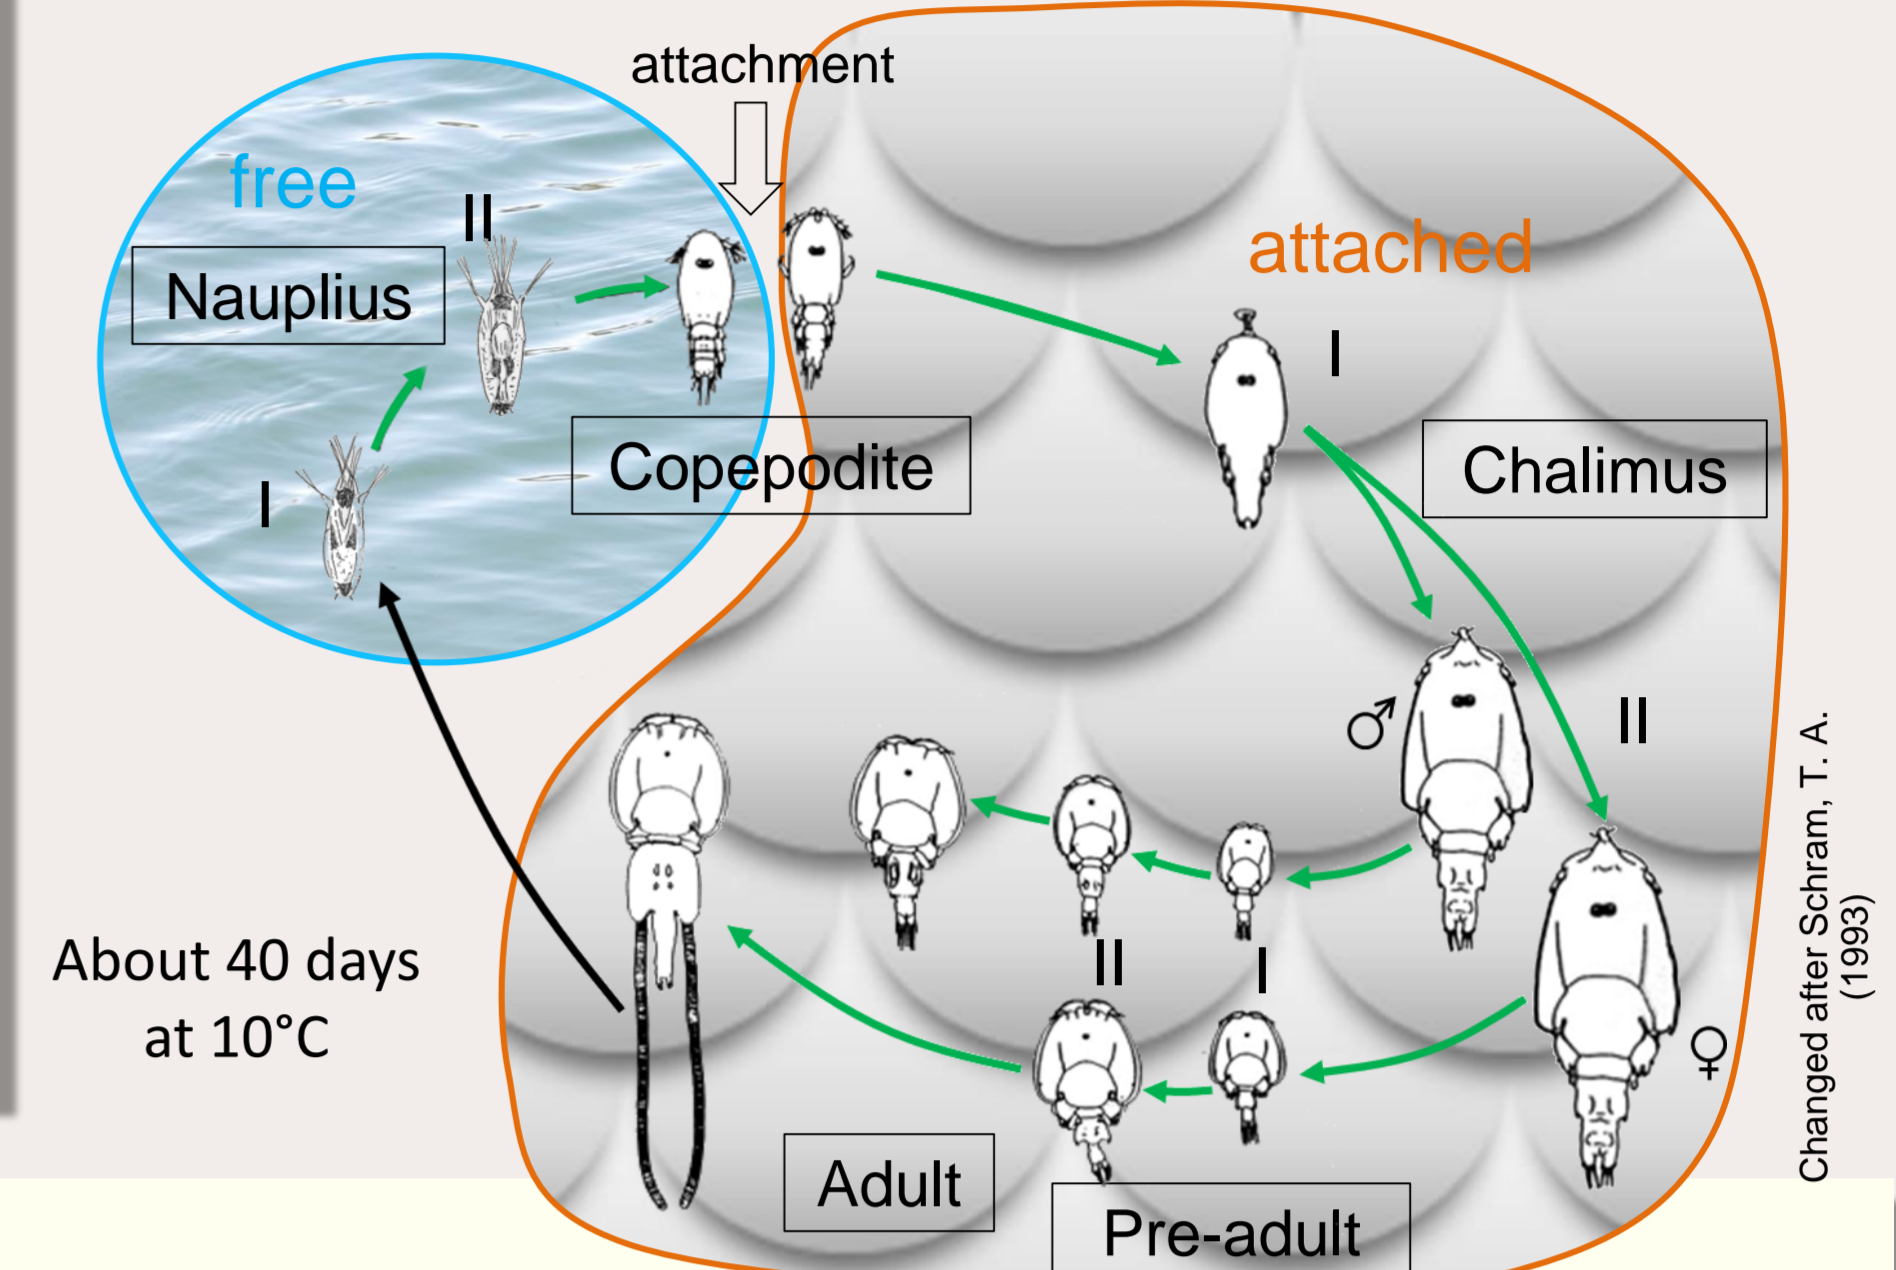 attachment
free
II
Nauplius
attached
I
Copepodite
Chalimus
I
♂
II
II
I
♀
About 40 days
at 10°C
Adult
Pre-adult
Changed after Schram, T. A.
(1993)